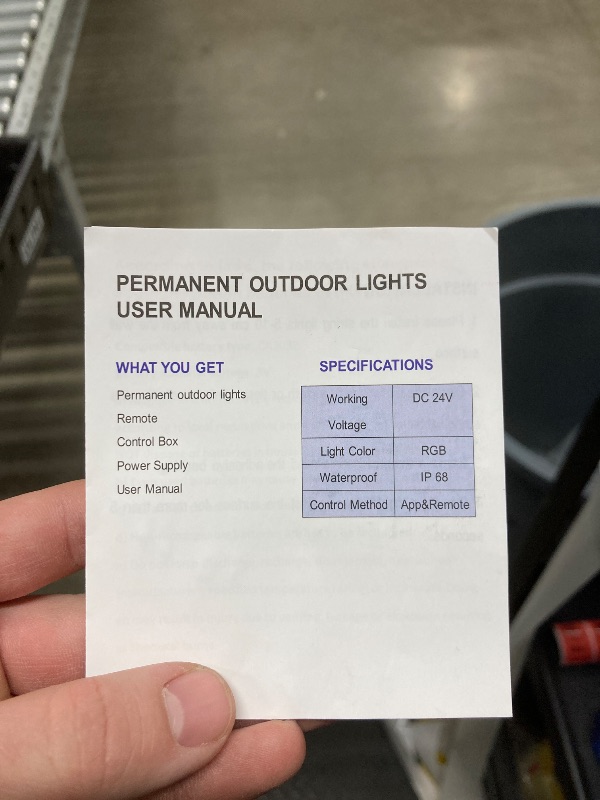 PERMANENT OUTDOOR LIGHTS
USER MANUAL
WHAT YOU GET
Permanent outdoor lights
Remote
Control Box
Power Supply
User Manual
SPECIFICATIONS
Working Voltage DC 24V
Light Color RGB
Waterproof IP 68
Control Method App&Remote